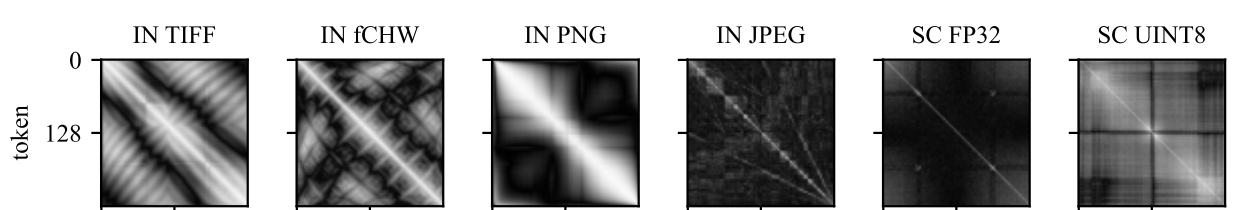 IN TIFF IN fCHW IN PNG IN JPEG SC FP32 SC UINT8
0
token
128